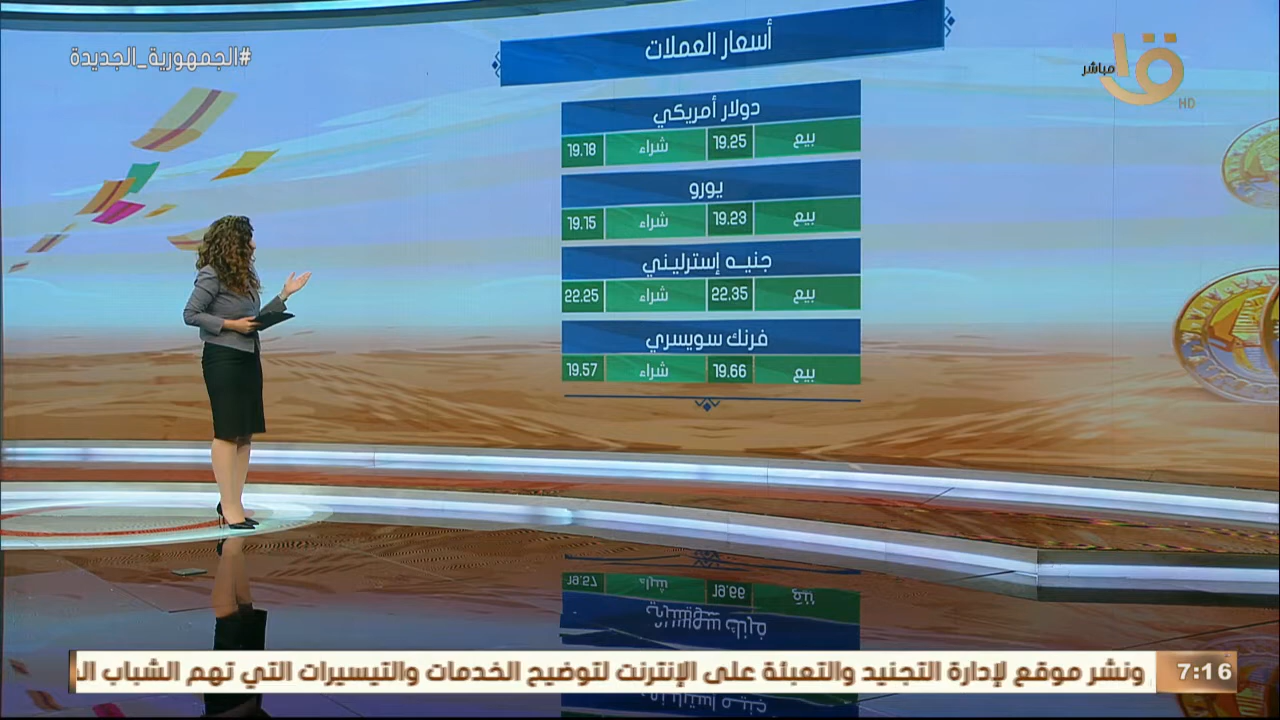 #الجمهورية_الجديدة
مباشر
HD
أسعار العملات
دولار أمريكي
بيع 19.25 شراء 19.18
يورو
بيع 19.23 شراء 19.15
جنيه إسترليني
بيع 22.35 شراء 22.25
فرنك سويسري
بيع 19.66 شراء 19.57
7:16 ونشر موقع لإدارة التجنيد والتعبئة على الإنترنت لتوضيح الخدمات والتيسيرات التي تهم الشباب